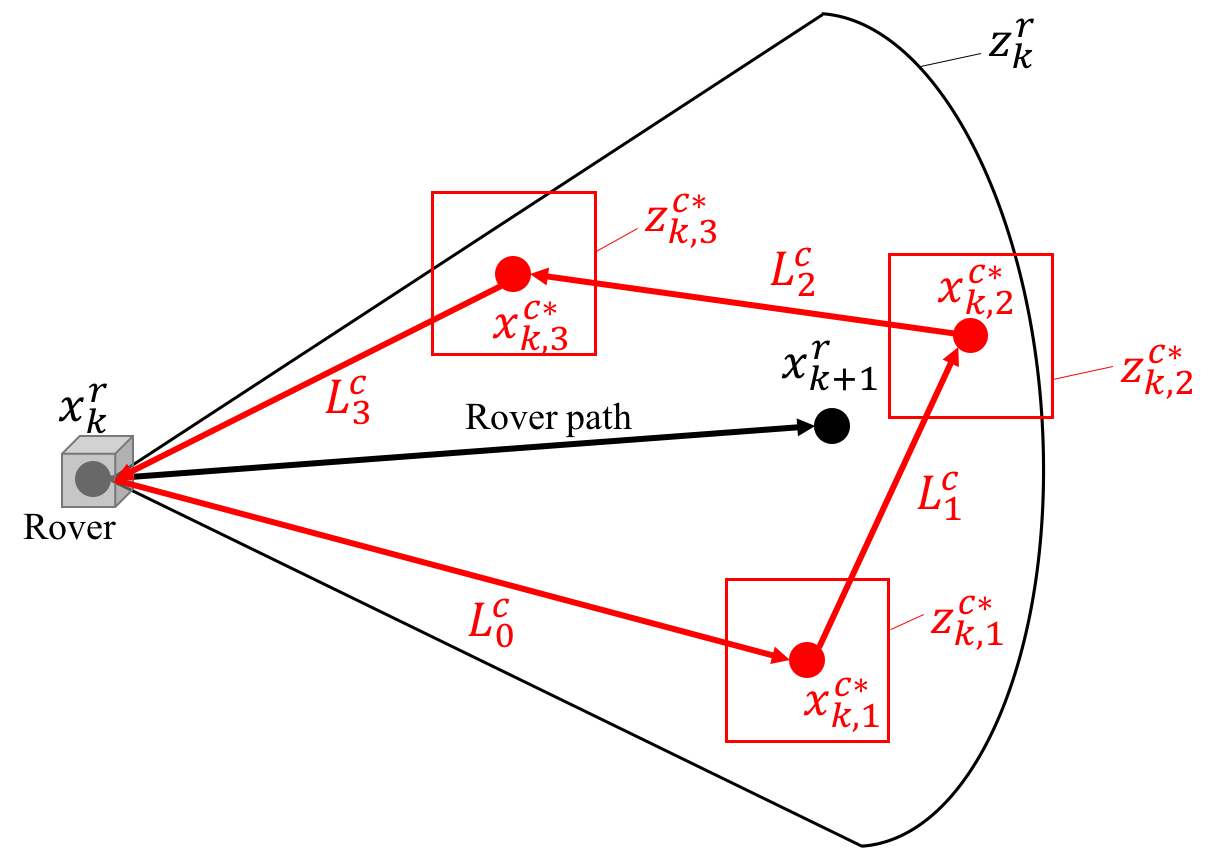 $z_k^r$
$z_{k,3}^{c*}$
$L_2^c$
$x_{k,2}^{c*}$
$x_{k,3}^{c*}$
$x_{k+1}^r$
$z_{k,2}^{c*}$
$x_k^r$
$L_3^c$
Rover path
$L_1^c$
Rover
$L_0^c$
$z_{k,1}^{c*}$
$x_{k,1}^{c*}$